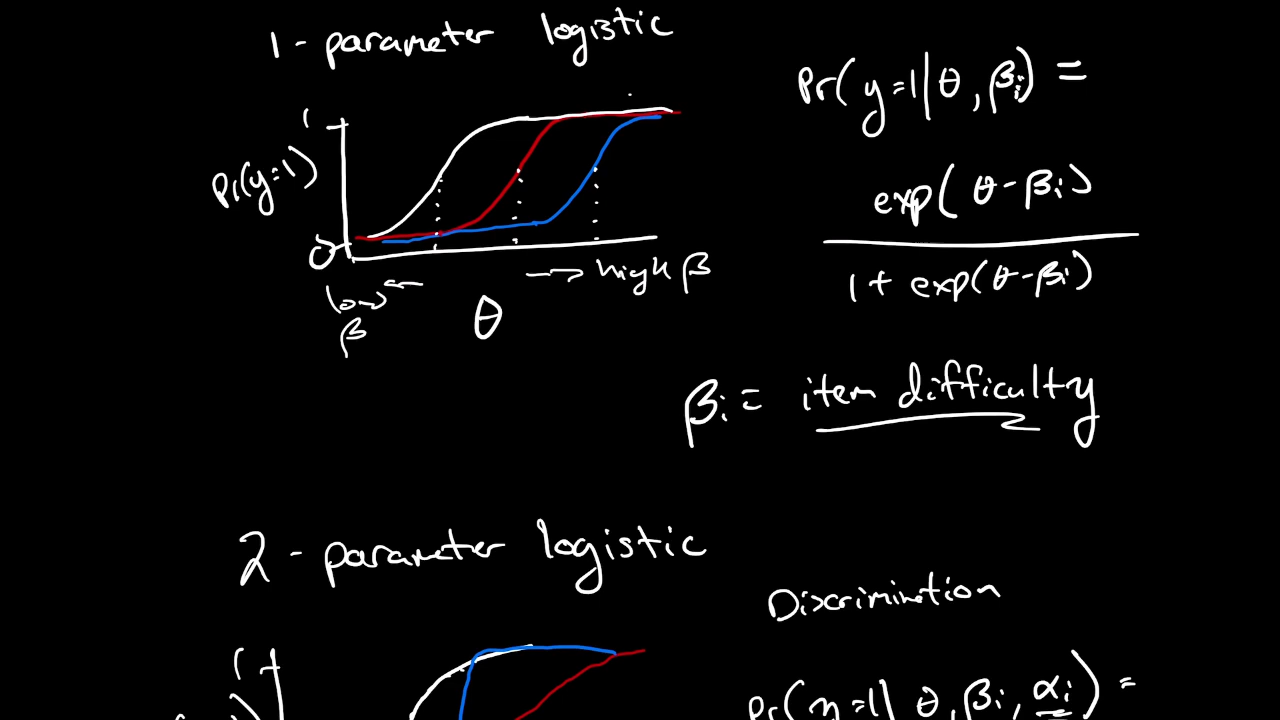 1 - parameter logistic
Pr(y=1|θ, βi) =
1
Pr(y=1)
exp(θ-βi)
0
1 + exp(θ-βi)
→ high β
low ←
β
θ
βi = item difficulty
2 - parameter logistic
Discrimination
1
Pr(y=1|θ, βi, αi) =